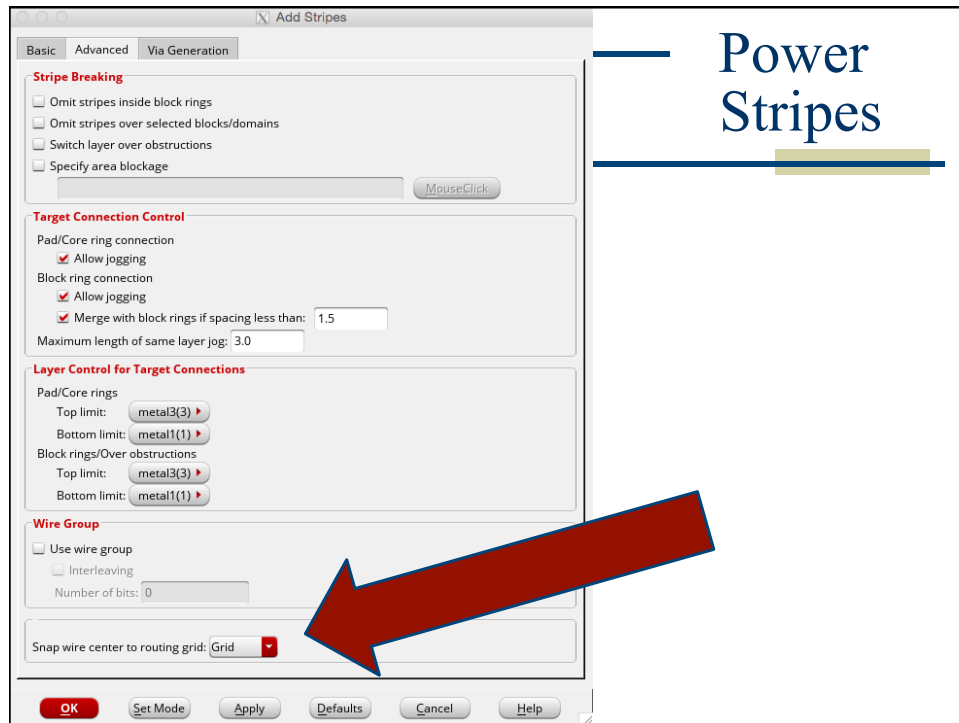 Add Stripes
Basic Advanced Via Generation
Power
Stripes
Stripe Breaking
Omit stripes inside block rings
Omit stripes over selected blocks/domains
Switch layer over obstructions
Specify area blockage
MouseClick
Target Connection Control
Pad/Core ring connection
Allow jogging
Block ring connection
Allow jogging
Merge with block rings if spacing less than: 1.5
Maximum length of same layer jog: 3.0
Layer Control for Target Connections
Pad/Core rings
Top limit: metal3(3)
Bottom limit: metal1(1)
Block rings/Over obstructions
Top limit: metal3(3)
Bottom limit: metal1(1)
Wire Group
Use wire group
Interleaving
Number of bits: 0
Snap wire center to routing grid: Grid
OK Set Mode Apply Defaults Cancel Help